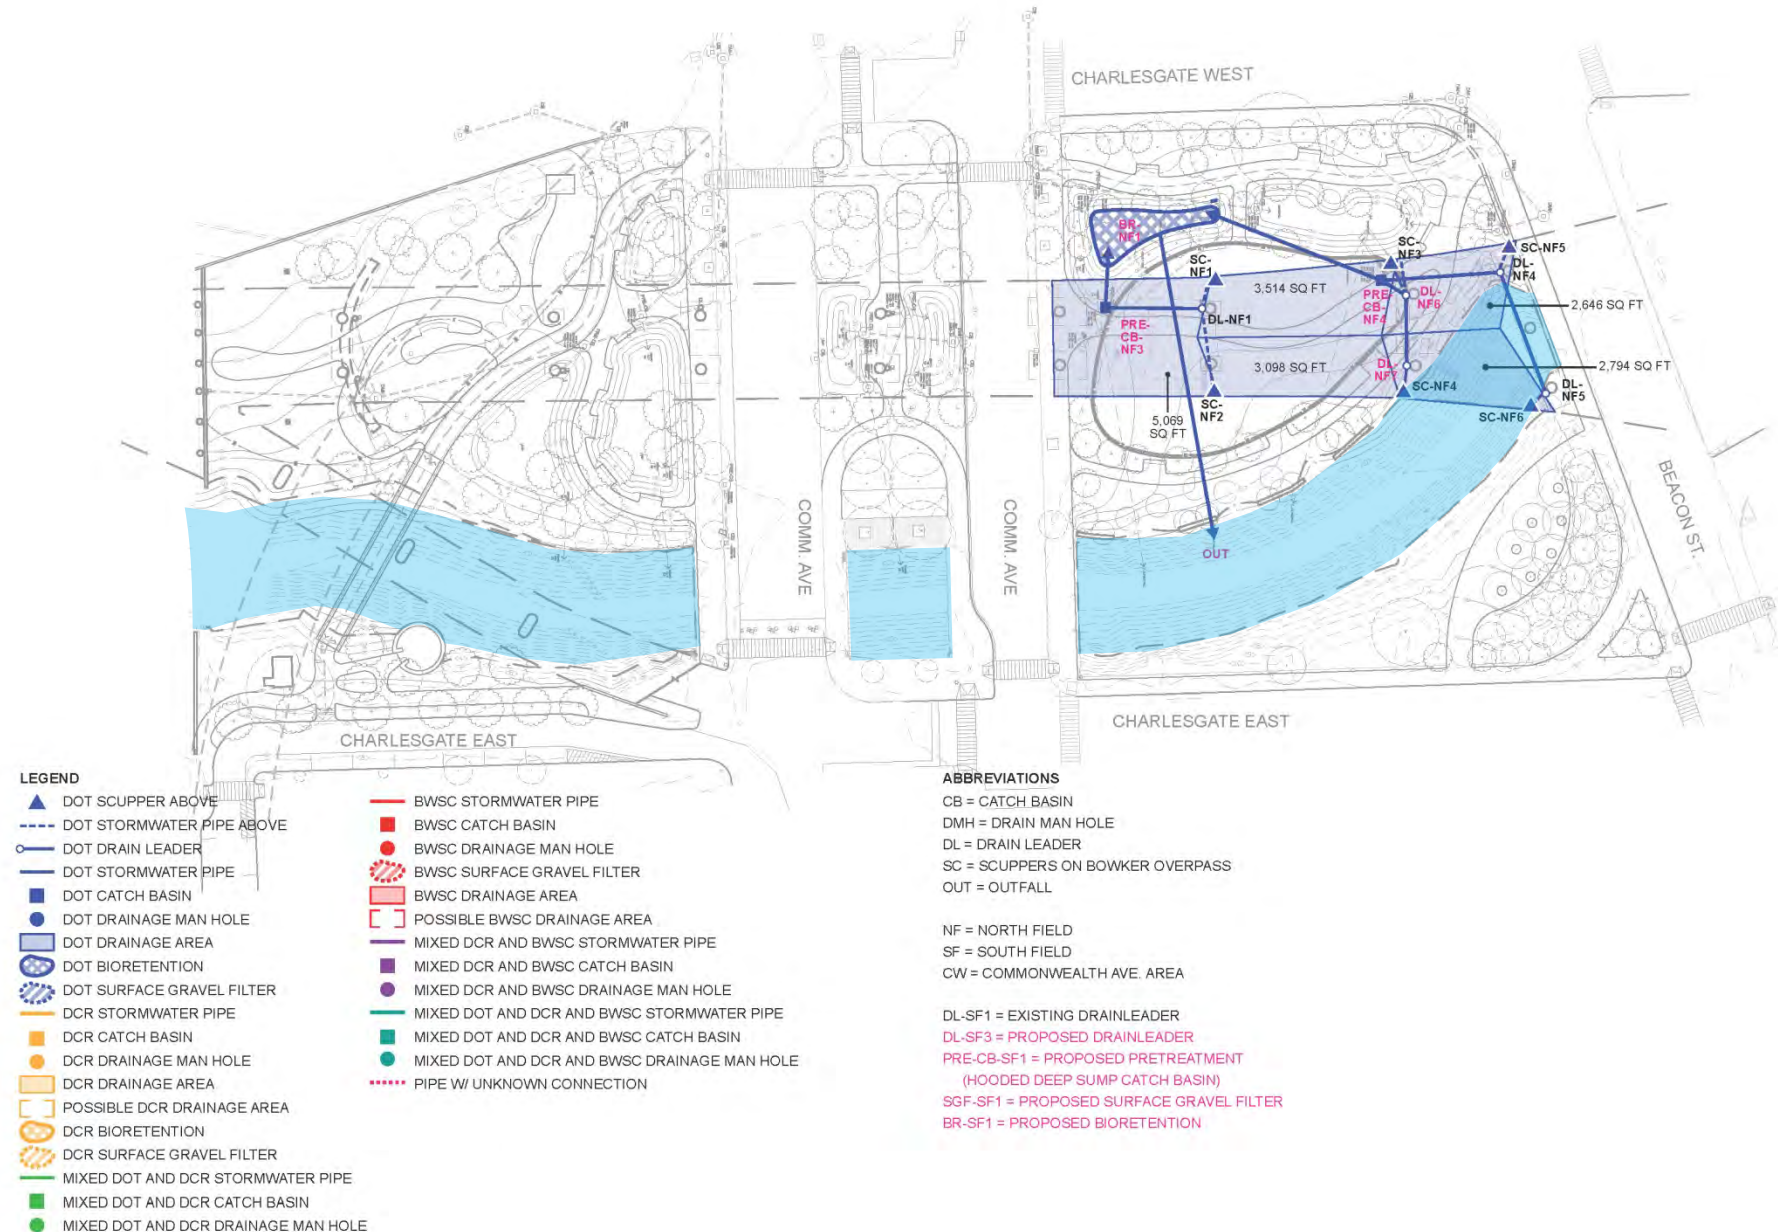 CHARLESGATE WEST
BR-
NF1
SC-
NF1
SC-
NF3
SC-NF5
DL-
NF4
3,514 SQ FT
PRE-
CB-
NF4
DL-
NF6
2,646 SQ FT
DL-NF1
PRE-
CB-
NF3
3,098 SQ FT
DL-
NF7
2,794 SQ FT
SC-NF4
DL-
NF5
SC-
NF2
SC-NF6
5,069
SQ FT
OUT
COMM. AVE
COMM. AVE
BEACON ST.
CHARLESGATE EAST
CHARLESGATE EAST
LEGEND
DOT SCUPPER ABOVE
DOT STORMWATER PIPE ABOVE
DOT DRAIN LEADER
DOT STORMWATER PIPE
DOT CATCH BASIN
DOT DRAINAGE MAN HOLE
DOT DRAINAGE AREA
DOT BIORETENTION
DOT SURFACE GRAVEL FILTER
DCR STORMWATER PIPE
DCR CATCH BASIN
DCR DRAINAGE MAN HOLE
DCR DRAINAGE AREA
POSSIBLE DCR DRAINAGE AREA
DCR BIORETENTION
DCR SURFACE GRAVEL FILTER
MIXED DOT AND DCR STORMWATER PIPE
MIXED DOT AND DCR CATCH BASIN
MIXED DOT AND DCR DRAINAGE MAN HOLE
BWSC STORMWATER PIPE
BWSC CATCH BASIN
BWSC DRAINAGE MAN HOLE
BWSC SURFACE GRAVEL FILTER
BWSC DRAINAGE AREA
POSSIBLE BWSC DRAINAGE AREA
MIXED DCR AND BWSC STORMWATER PIPE
MIXED DCR AND BWSC CATCH BASIN
MIXED DCR AND BWSC DRAINAGE MAN HOLE
MIXED DOT AND DCR AND BWSC STORMWATER PIPE
MIXED DOT AND DCR AND BWSC CATCH BASIN
MIXED DOT AND DCR AND BWSC DRAINAGE MAN HOLE
PIPE W/ UNKNOWN CONNECTION
ABBREVIATIONS
CB = CATCH BASIN
DMH = DRAIN MAN HOLE
DL = DRAIN LEADER
SC = SCUPPERS ON BOWKER OVERPASS
OUT = OUTFALL
NF = NORTH FIELD
SF = SOUTH FIELD
CW = COMMONWEALTH AVE. AREA
DL-SF1 = EXISTING DRAINLEADER
DL-SF3 = PROPOSED DRAINLEADER
PRE-CB-SF1 = PROPOSED PRETREATMENT
(HOODED DEEP SUMP CATCH BASIN)
SGF-SF1 = PROPOSED SURFACE GRAVEL FILTER
BR-SF1 = PROPOSED BIORETENTION